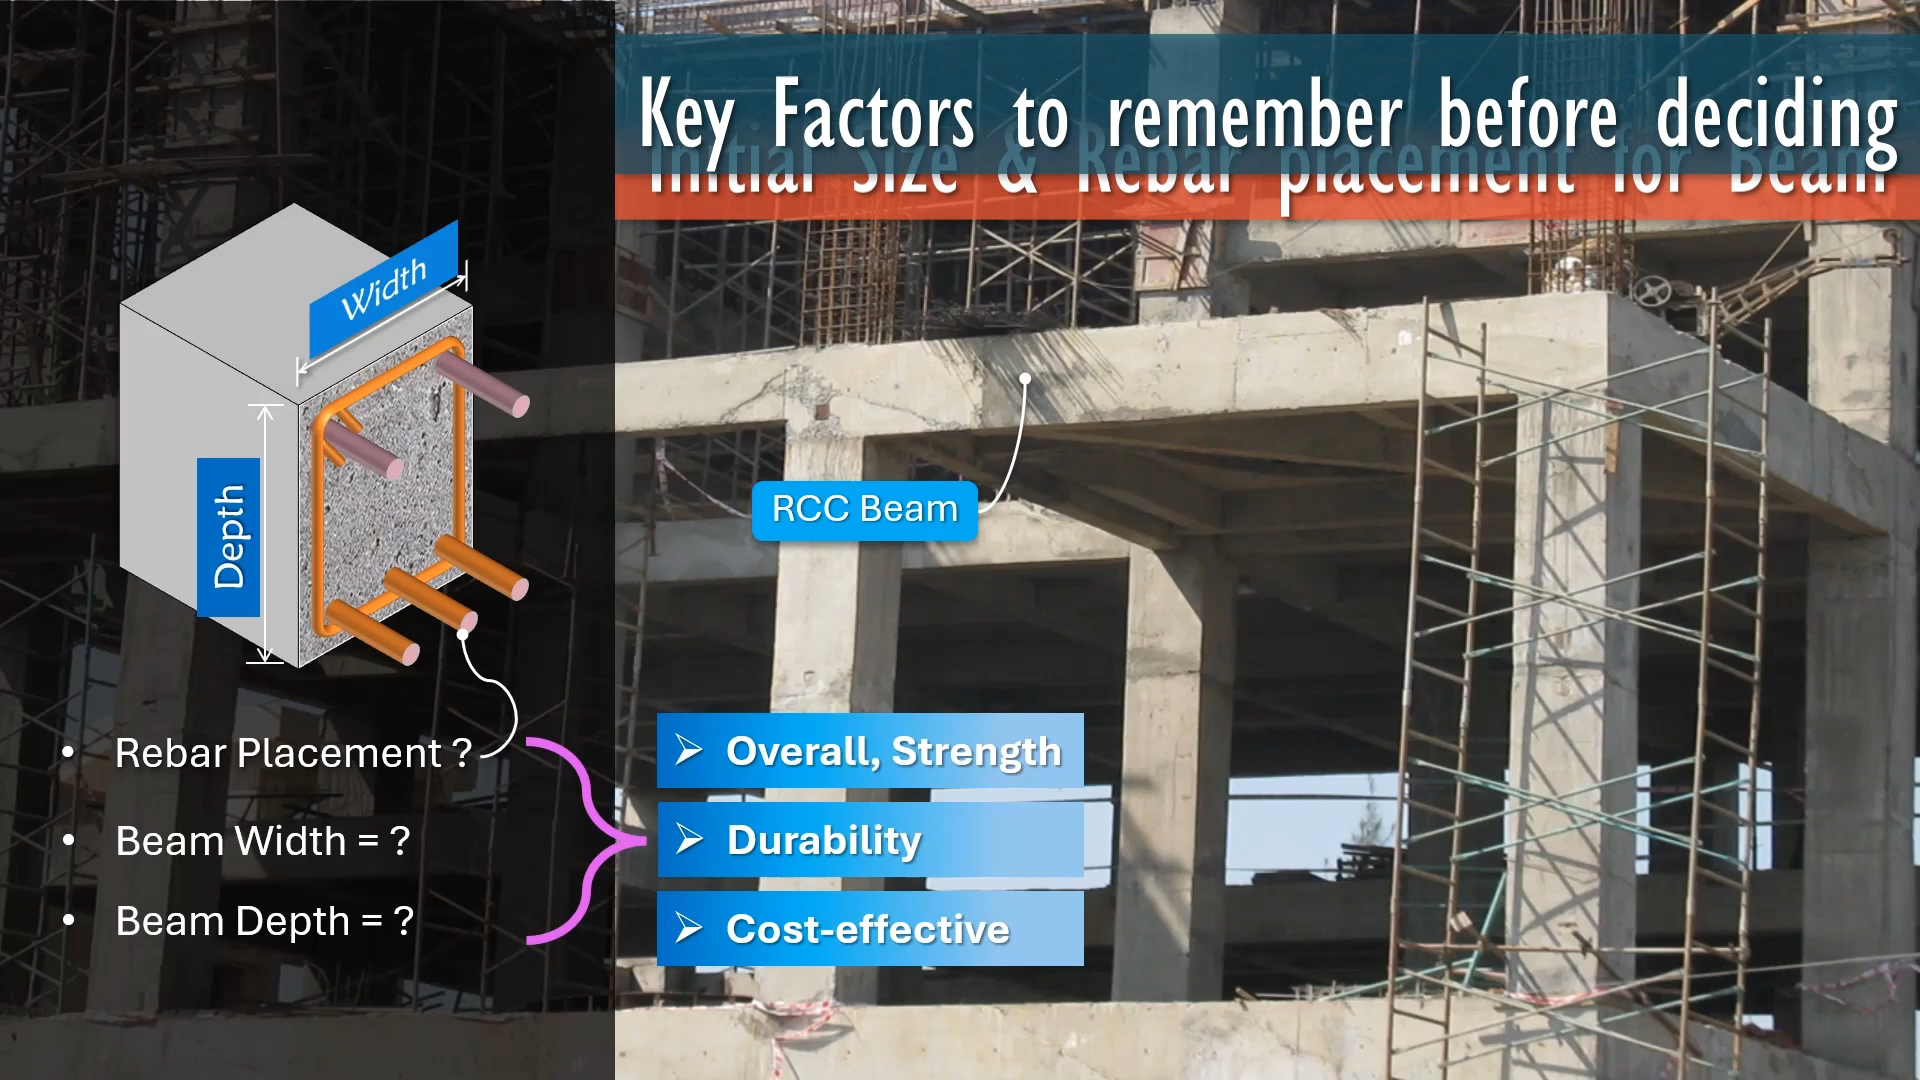 Key Factors to remember before deciding
Initial Size & Rebar placement for Beam
Width
Depth
RCC Beam
• Rebar Placement ?
• Beam Width = ?
• Beam Depth = ?
➢ Overall, Strength
➢ Durability
➢ Cost-effective